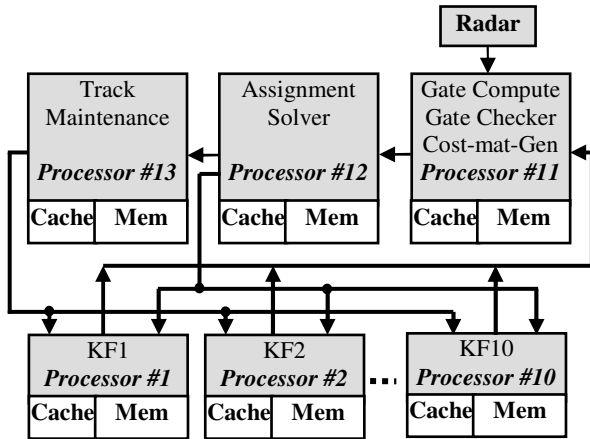 Radar
Track
Maintenance
Processor #13
Cache Mem
Assignment
Solver
Processor #12
Cache Mem
Gate Compute
Gate Checker
Cost-mat-Gen
Processor #11
Cache Mem
KF1
Processor #1
Cache Mem
KF2
Processor #2
Cache Mem
KF10
Processor #10
Cache Mem